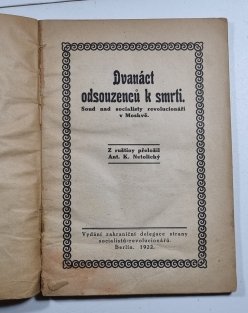 Dvanáct
odsouzenců k smrti.
Soud nad socialisty revolucionáři
v Moskvě.
Z ruštiny přeložil
Ant. K. Netolický
Vydání zahraniční delegace strany
socialistů-revolucionářů.
Berlin, 1922.